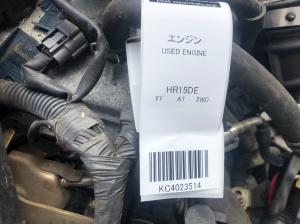 エンジン
USED ENGINE
HR15DE
FF AT 2WD
KC4023514